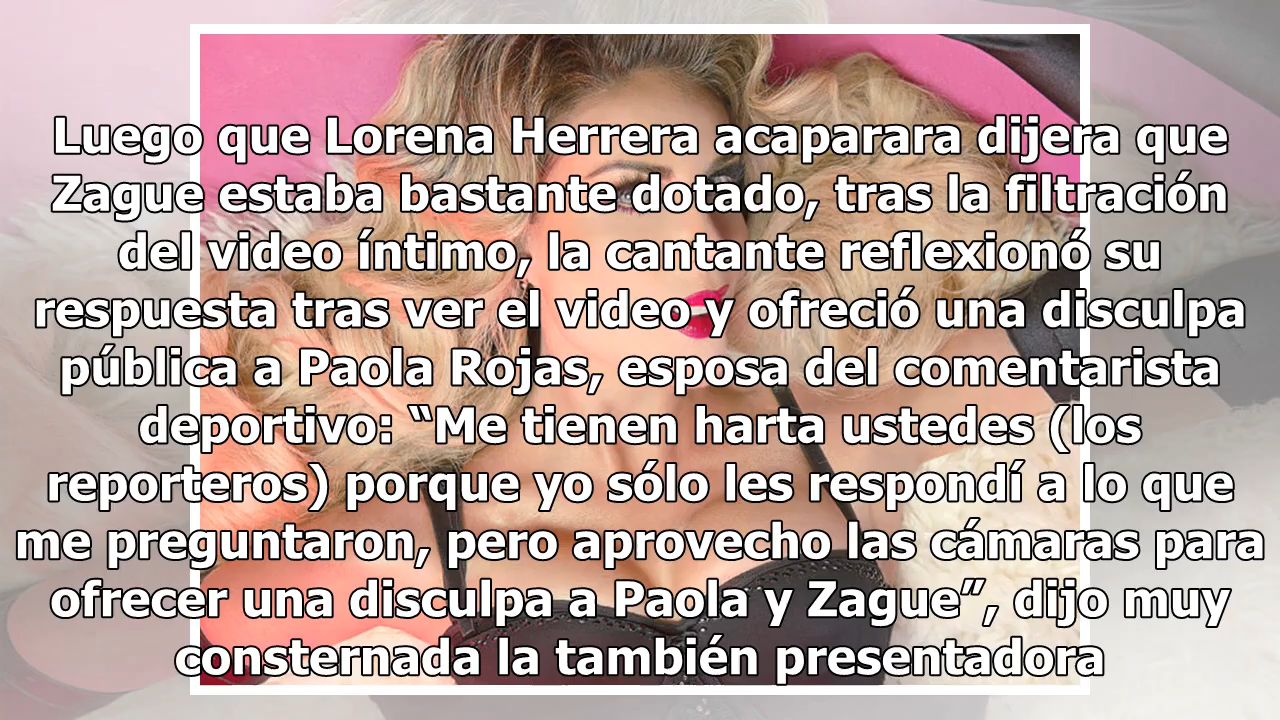 Luego que Lorena Herrera acaparara dijera que
Zague estaba bastante dotado, tras la filtración
del video íntimo, la cantante reflexionó su
respuesta tras ver el video y ofreció una disculpa
pública a Paola Rojas, esposa del comentarista
deportivo: “Me tienen harta ustedes (los
reporteros) porque yo sólo les respondí a lo que
me preguntaron, pero aprovecho las cámaras para
ofrecer una disculpa a Paola y Zague”, dijo muy
consternada la también presentadora